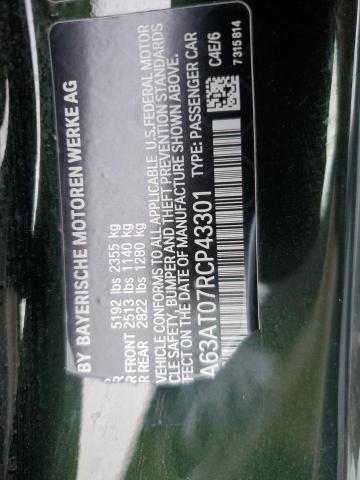 BY BAYERISCHE MOTOREN WERKE AG
5192 lbs 2355 kg
FRONT 2513 lbs 1140 kg
REAR 2822 lbs 1280 kg
VEHICLE CONFORMS TO ALL APPLICABLE U.S.FEDERAL MOTOR
CLE SAFETY, BUMPER AND THEFT PREVENTION STANDARDS IN
FFECT ON THE DATE OF MANUFACTURE SHOWN ABOVE.
A63AT07RCP43301 TYPE: PASSENGER CAR
C4E/6
7315814